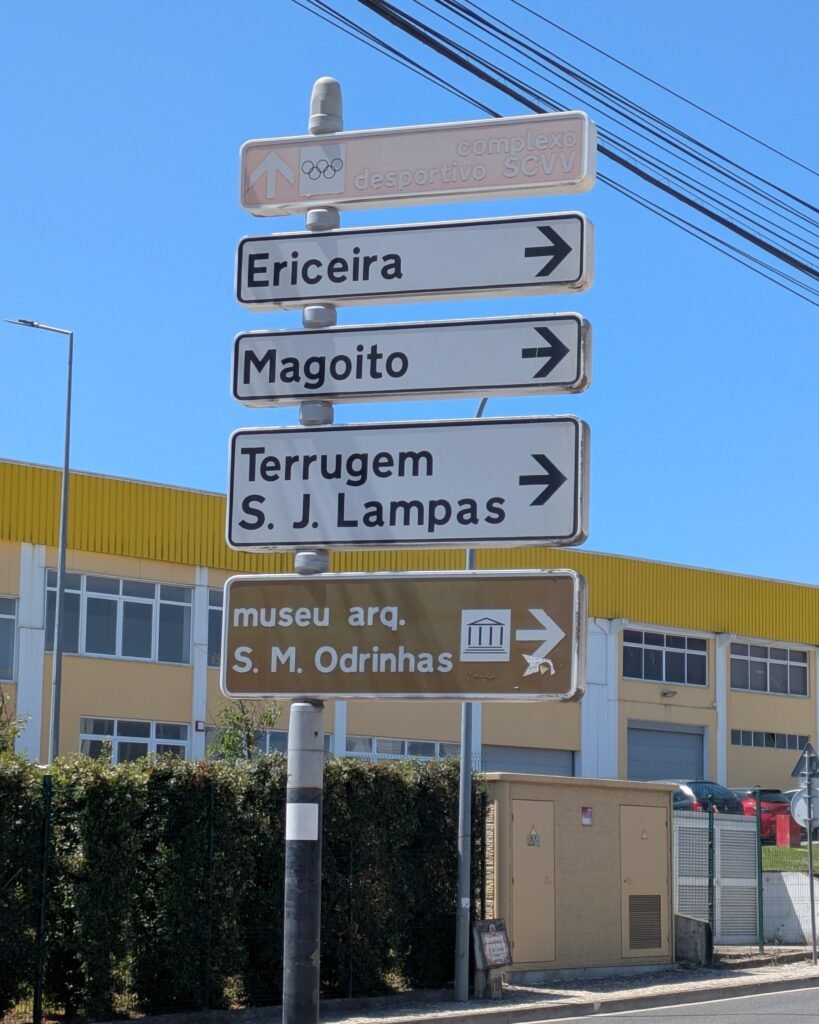 complexo
desportivo SCVV
Ericeira
Magoito
Terrugem
S. J. Lampas
museu arq.
S. M. Odrinhas